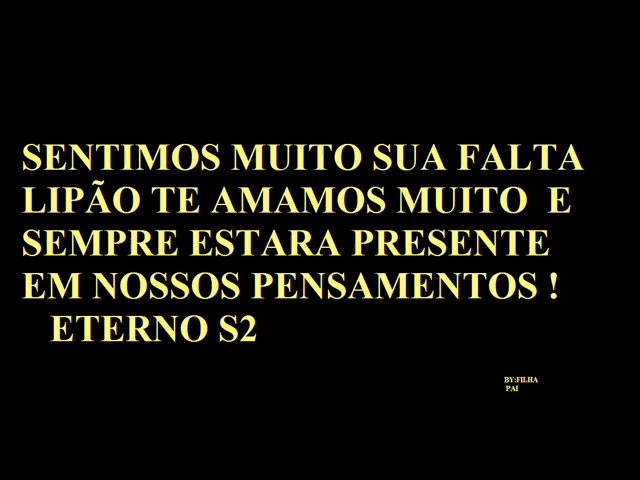 SENTIMOS MUITO SUA FALTA
LIPÃO TE AMAMOS MUITO E
SEMPRE ESTARA PRESENTE
EM NOSSOS PENSAMENTOS !
ETERNO S2
BY:FILHA
PAI